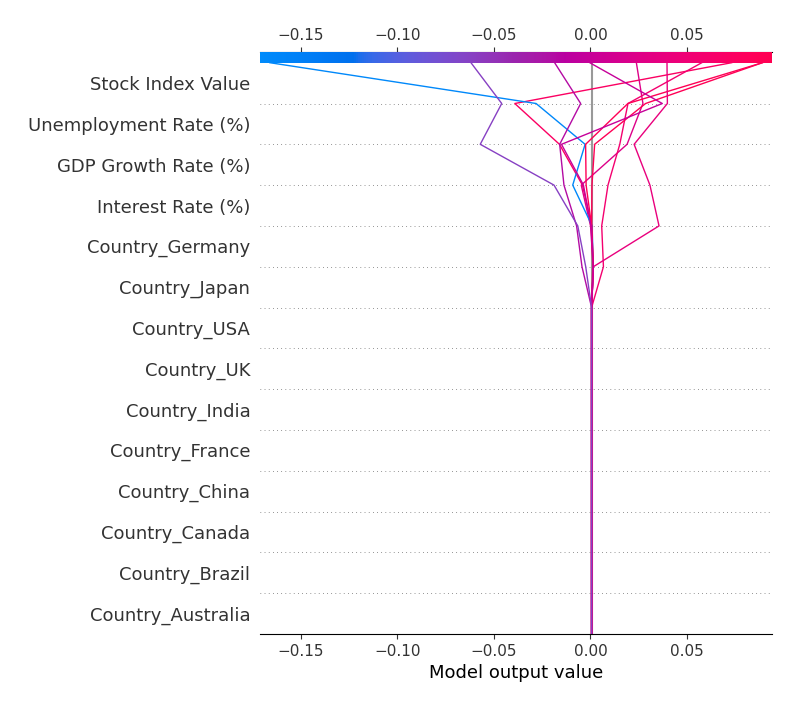 −0.15 −0.10 −0.05 0.00 0.05
Stock Index Value
Unemployment Rate (%)
GDP Growth Rate (%)
Interest Rate (%)
Country_Germany
Country_Japan
Country_USA
Country_UK
Country_India
Country_France
Country_China
Country_Canada
Country_Brazil
Country_Australia
−0.15 −0.10 −0.05 0.00 0.05
Model output value